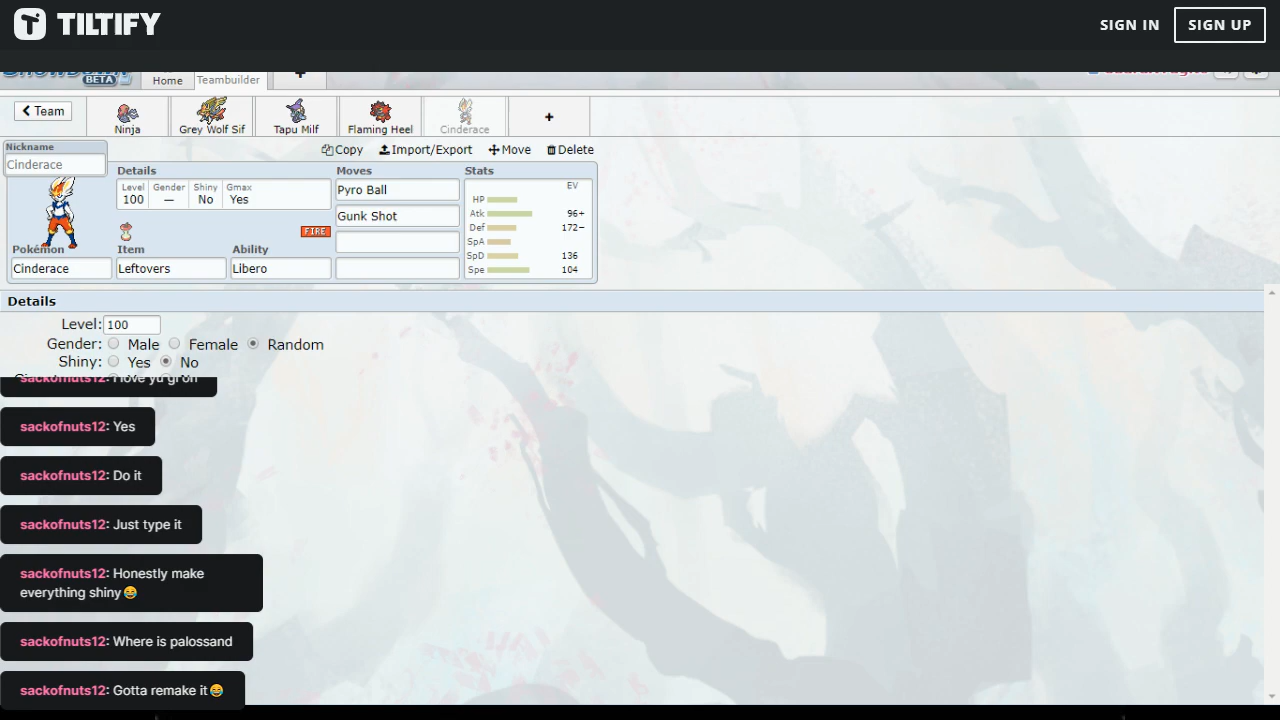 TILTIFY
SIGN IN
SIGN UP
BETA
Home
Teambuilder
+
Team
Ninja
Grey Wolf Sif
Tapu Milf
Flaming Heel
Cinderace
+
Copy
Import/Export
Move
Delete
Nickname
Cinderace
Details
Level
Gender
Shiny
Gmax
100
—
No
Yes
FIRE
Pokémon
Cinderace
Item
Leftovers
Ability
Libero
Moves
Pyro Ball
Gunk Shot
Stats
EV
HP
Atk 96+
Def 172−
SpA
SpD 136
Spe 104
Details
Level: 100
Gender: Male Female Random
Shiny: Yes No
sackofnuts12: Yes
sackofnuts12: Do it
sackofnuts12: Just type it
sackofnuts12: Honestly make
everything shiny😂
sackofnuts12: Where is palossand
sackofnuts12: Gotta remake it😂